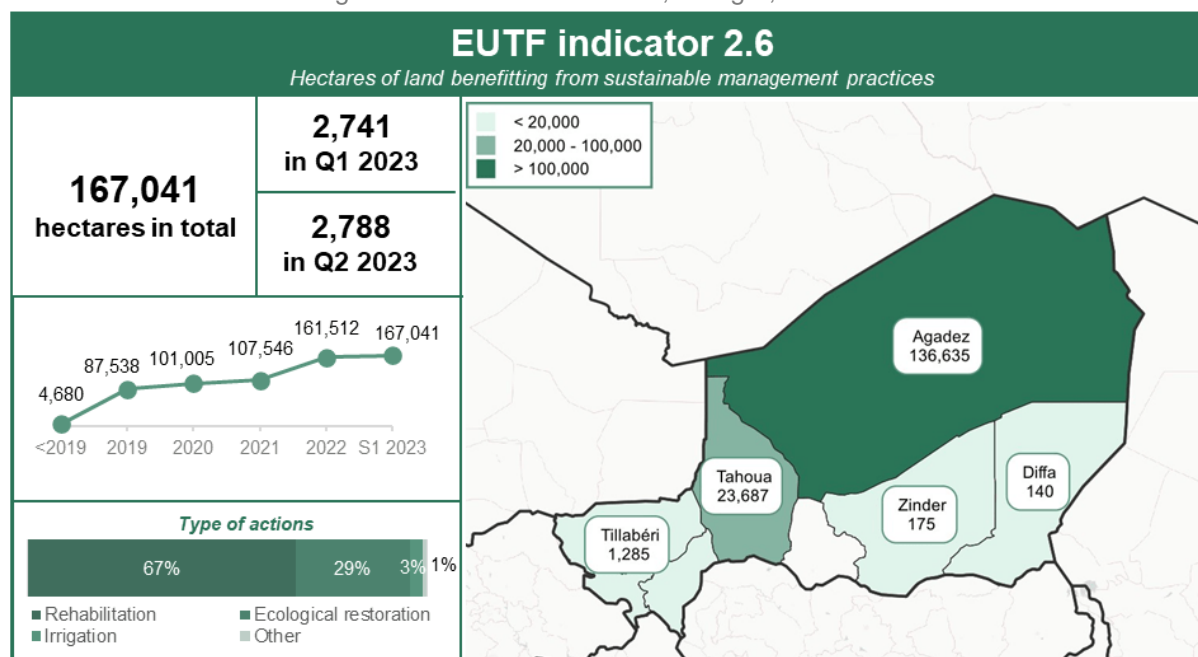 EUTF indicator 2.6
Hectares of land benefitting from sustainable management practices
167,041
hectares in total
2,741
in Q1 2023
2,788
in Q2 2023
4,680
87,538
101,005
107,546
161,512
167,041
<2019
2019
2020
2021
2022
S1 2023
Type of actions
67%
29%
3%
1%
Rehabilitation
Ecological restoration
Irrigation
Other
< 20,000
20,000 - 100,000
> 100,000
Agadez
136,635
Tahoua
23,687
Diffa
140
Zinder
175
Tillabéri
1,285